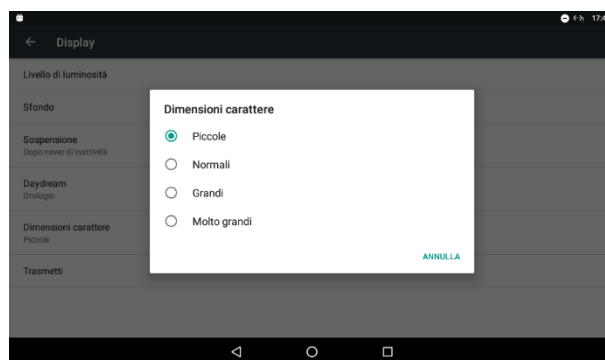 17:4
Display
Livello di luminosità
Sfondo
Sospensione
Dopo never di inattività
Daydream
Orologio
Dimensioni carattere
Piccole
Trasmetti
Dimensioni carattere
Piccole
Normali
Grandi
Molto grandi
ANNULLA